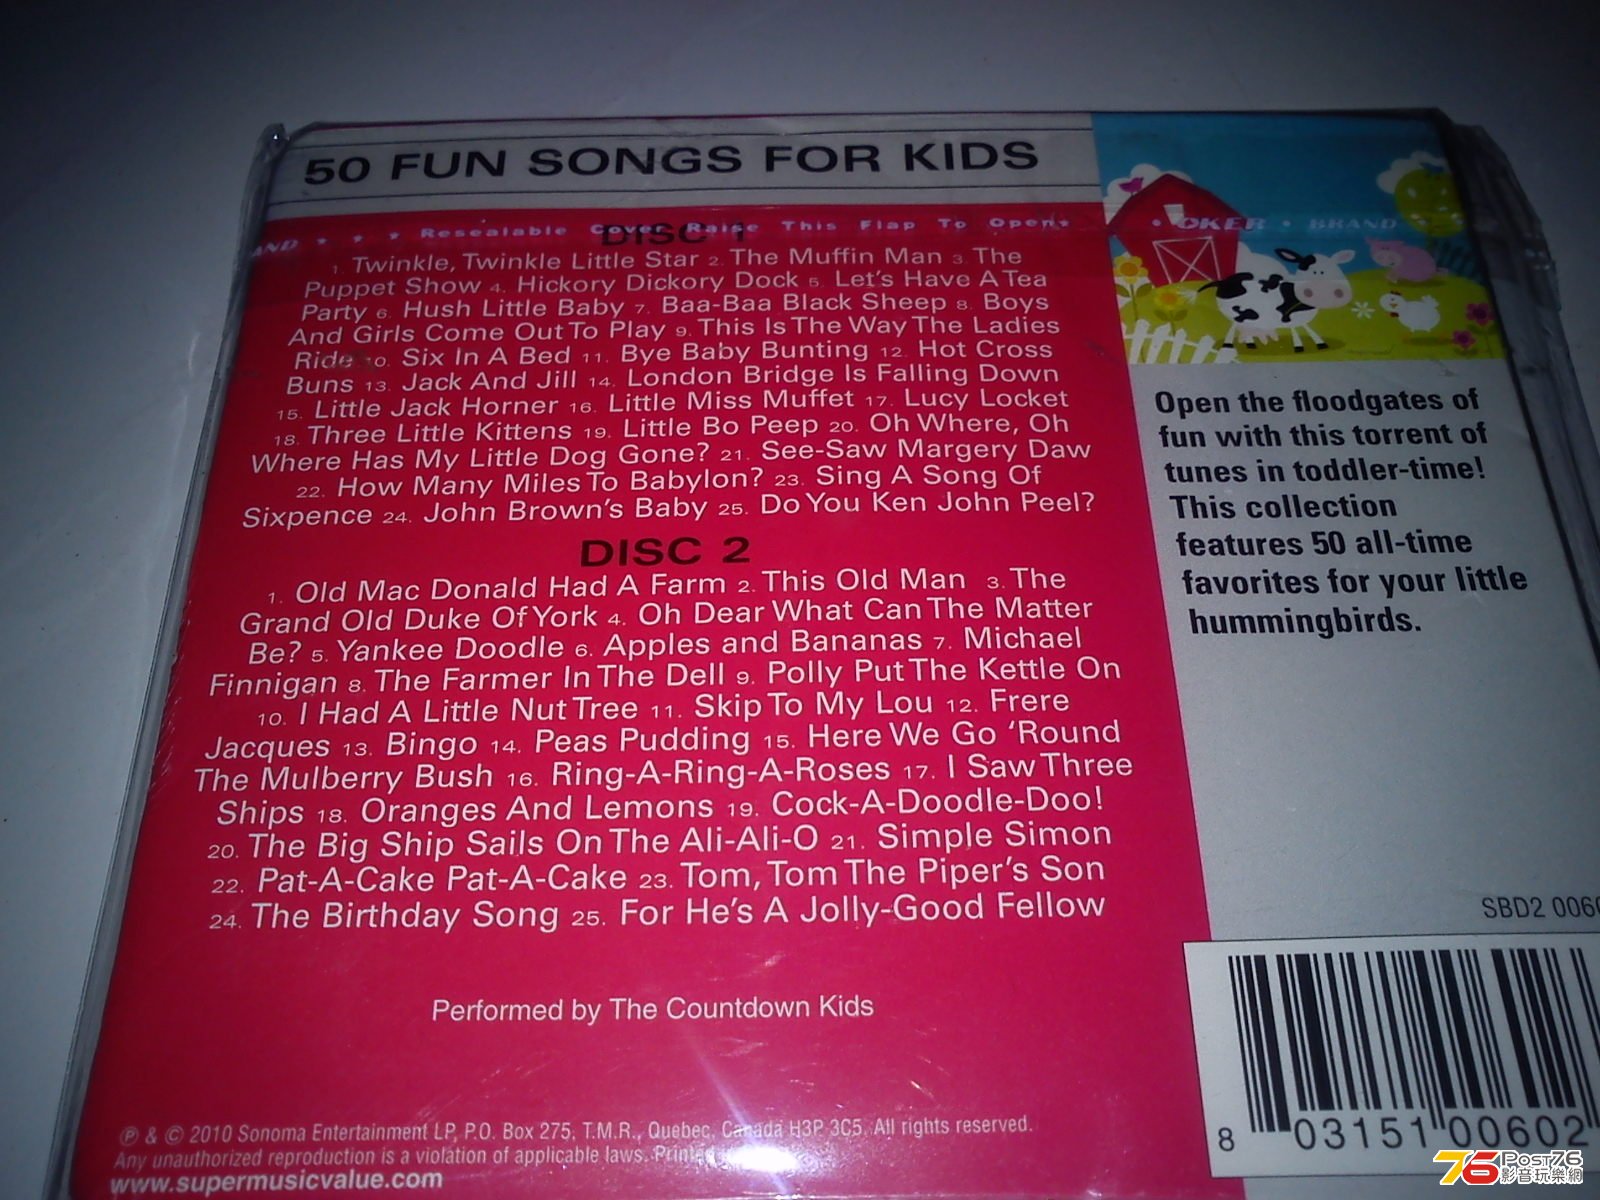 50 FUN SONGS FOR KIDS
AND Resealable Cover Raise This Flap To Open OKER BRAND
DISC 1
1. Twinkle, Twinkle Little Star 2. The Muffin Man 3. The
Puppet Show 4. Hickory Dickory Dock 5. Let's Have A Tea
Party 6. Hush Little Baby 7. Baa-Baa Black Sheep 8. Boys
And Girls Come Out To Play 9. This Is The Way The Ladies
Ride 10. Six In A Bed 11. Bye Baby Bunting 12. Hot Cross
Buns 13. Jack And Jill 14. London Bridge Is Falling Down
15. Little Jack Horner 16. Little Miss Muffet 17. Lucy Locket
18. Three Little Kittens 19. Little Bo Peep 20. Oh Where, Oh
Where Has My Little Dog Gone? 21. See-Saw Margery Daw
22. How Many Miles To Babylon? 23. Sing A Song Of
Sixpence 24. John Brown's Baby 25. Do You Ken John Peel?
DISC 2
1. Old Mac Donald Had A Farm 2. This Old Man 3. The
Grand Old Duke Of York 4. Oh Dear What Can The Matter
Be? 5. Yankee Doodle 6. Apples and Bananas 7. Michael
Finnigan 8. The Farmer In The Dell 9. Polly Put The Kettle On
10. I Had A Little Nut Tree 11. Skip To My Lou 12. Frere
Jacques 13. Bingo 14. Peas Pudding 15. Here We Go 'Round
The Mulberry Bush 16. Ring-A-Ring-A-Roses 17. I Saw Three
Ships 18. Oranges And Lemons 19. Cock-A-Doodle-Doo!
20. The Big Ship Sails On The Ali-Ali-O 21. Simple Simon
22. Pat-A-Cake Pat-A-Cake 23. Tom, Tom The Piper's Son
24. The Birthday Song 25. For He's A Jolly-Good Fellow
Performed by The Countdown Kids
℗ & © 2010 Sonoma Entertainment LP, P.O. Box 275, T.M.R., Quebec, Canada H3P 3C5. All rights reserved.
Any unauthorized reproduction is a violation of applicable laws.
www.supermusicvalue.com
Open the floodgates of
fun with this torrent of
tunes in toddler-time!
This collection
features 50 all-time
favorites for your little
hummingbirds.
SBD2 0060
8 03151 00602
76 Post76
影音玩樂網